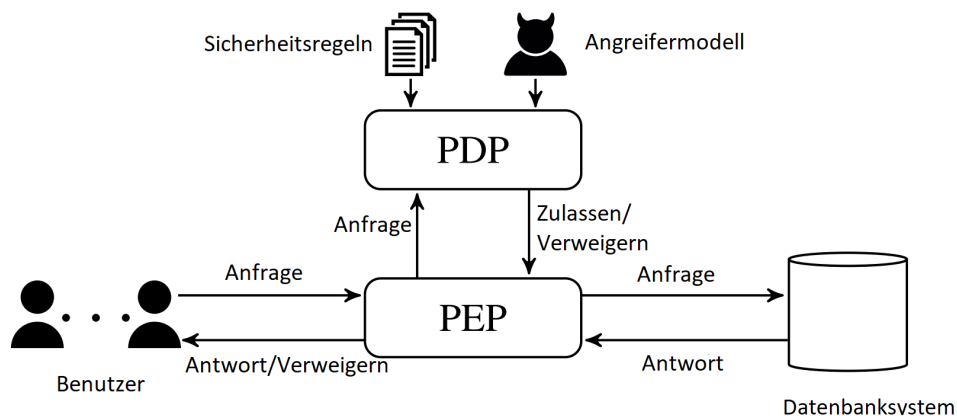 Sicherheitsregeln
Angreifermodell
PDP
Anfrage
Zulassen/
Verweigern
Anfrage
PEP
Anfrage
Antwort/Verweigern
Antwort
Benutzer
Datenbanksystem